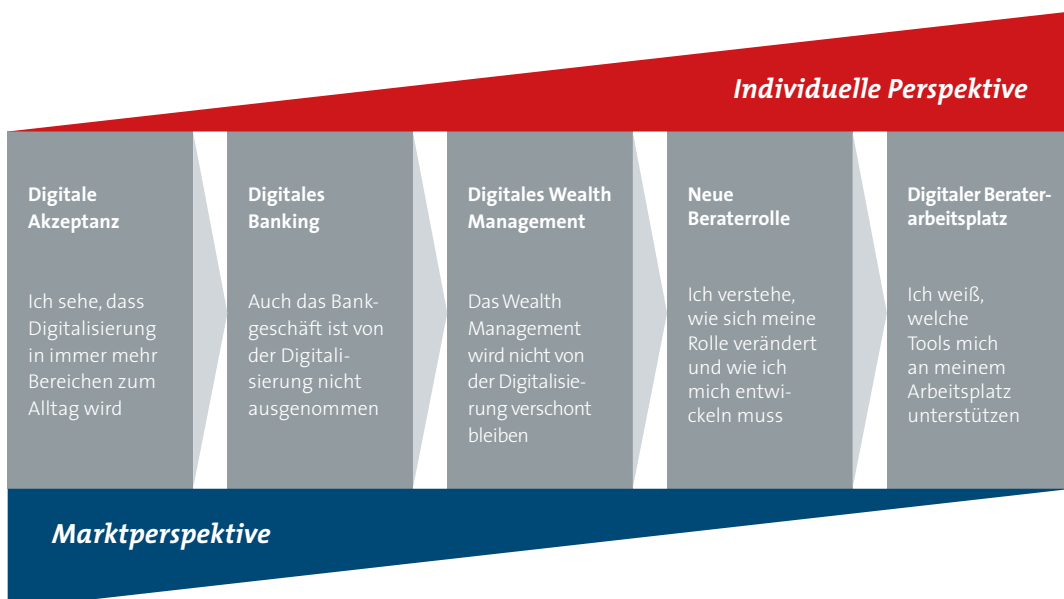 Individuelle Perspektive
Digitale
Akzeptanz
Ich sehe, dass
Digitalisierung
in immer mehr
Bereichen zum
Alltag wird
Digitales
Banking
Auch das Bank-
geschäft ist von
der Digitali-
sierung nicht
ausgenommen
Digitales Wealth
Management
Das Wealth
Management
wird nicht von
der Digitalisie-
rung verschont
bleiben
Neue
Beraterrolle
Ich verstehe,
wie sich meine
Rolle verändert
und wie ich
mich entwi-
ckeln muss
Digitaler Berater-
arbeitsplatz
Ich weiß,
welche
Tools mich
an meinem
Arbeitsplatz
unterstützen
Marktperspektive